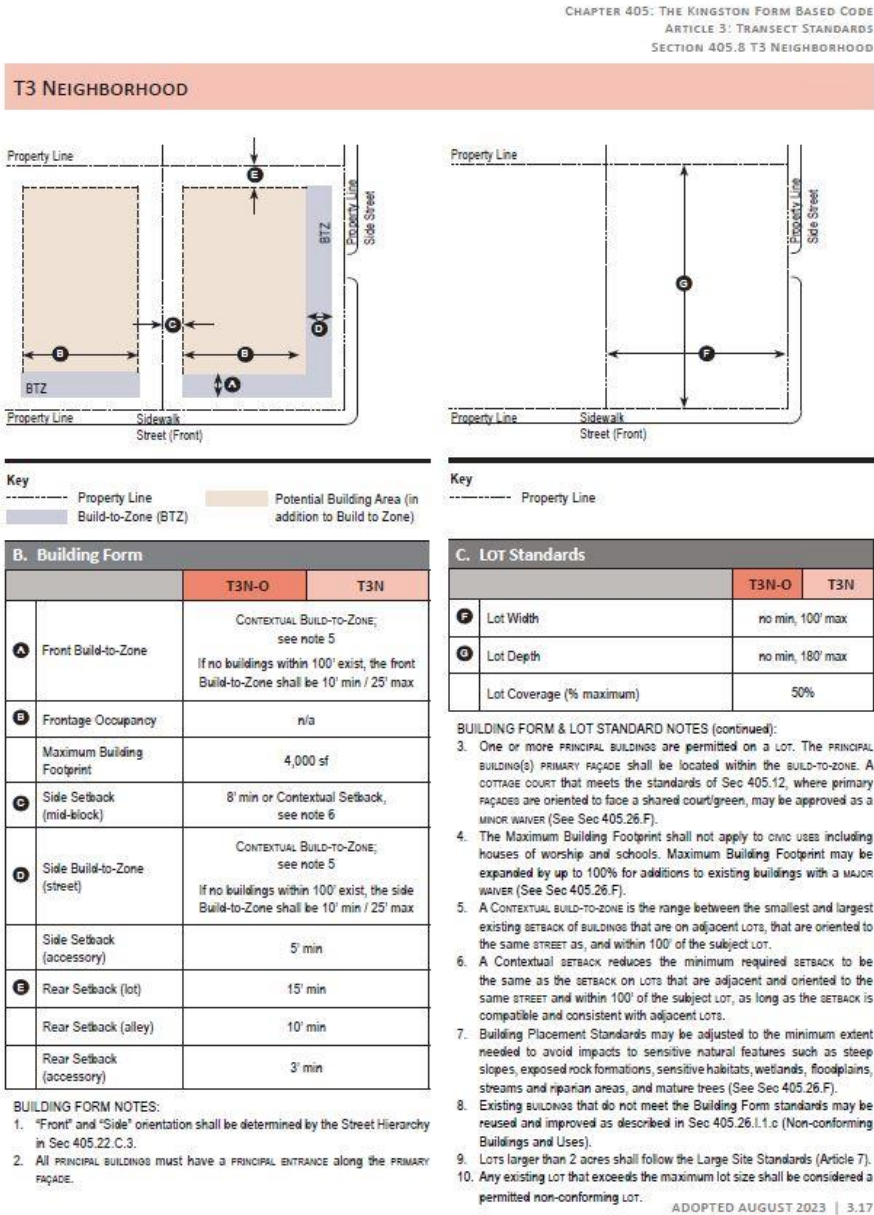 CHAPTER 405: THE KINGSTON FORM BASED CODE
ARTICLE 3: TRANSECT STANDARDS
SECTION 405.8 T3 NEIGHBORHOOD
T3 NEIGHBORHOOD
Property Line
E
BTZ
Property Line
Side Street
C
D
B
B
A
BTZ
Property Line
Sidewalk
Street (Front)
Key
Property Line
Build-to-Zone (BTZ)
Potential Building Area (in
addition to Build to Zone)
B. Building Form
T3N-O T3N
A Front Build-to-Zone
CONTEXTUAL BUILD-TO-ZONE;
see note 5
If no buildings within 100' exist, the front
Build-to-Zone shall be 10' min / 25' max
B Frontage Occupancy n/a
Maximum Building
Footprint
4,000 sf
C Side Setback
(mid-block)
8' min or Contextual Setback,
see note 6
D Side Build-to-Zone
(street)
CONTEXTUAL BUILD-TO-ZONE;
see note 5
If no buildings within 100' exist, the side
Build-to-Zone shall be 10' min / 25' max
Side Setback
(accessory)
5' min
E Rear Setback (lot) 15' min
Rear Setback (alley) 10' min
Rear Setback
(accessory)
3' min
BUILDING FORM NOTES:
1. "Front" and "Side" orientation shall be determined by the Street Hierarchy
in Sec 405.22.C.3.
2. All PRINCIPAL BUILDINGS must have a PRINCIPAL ENTRANCE along the PRIMARY
FAÇADE.
Property Line
Property Line
Side Street
G
F
Property Line
Sidewalk
Street (Front)
Key
Property Line
C. LOT Standards
T3N-O T3N
F Lot Width no min, 100' max
G Lot Depth no min, 180' max
Lot Coverage (% maximum) 50%
BUILDING FORM & LOT STANDARD NOTES (continued):
3. One or more PRINCIPAL BUILDINGS are permitted on a LOT. The PRINCIPAL
BUILDING(S) PRIMARY FAÇADE shall be located within the BUILD-TO-ZONE. A
COTTAGE COURT that meets the standards of Sec 405.12, where primary
FAÇADES are oriented to face a shared court/green, may be approved as a
MINOR WAIVER (See Sec 405.26.F).
4. The Maximum Building Footprint shall not apply to CIVIC USES including
houses of worship and schools. Maximum Building Footprint may be
expanded by up to 100% for additions to existing buildings with a MAJOR
WAIVER (See Sec 405.26.F).
5. A CONTEXTUAL BUILD-TO-ZONE is the range between the smallest and largest
existing SETBACK of BUILDINGS that are on adjacent LOTS, that are oriented to
the same STREET as, and within 100' of the subject LOT.
6. A Contextual SETBACK reduces the minimum required SETBACK to be
the same as the SETBACK on LOTS that are adjacent and oriented to the
same STREET and within 100' of the subject LOT, as long as the SETBACK is
compatible and consistent with adjacent LOTS.
7. Building Placement Standards may be adjusted to the minimum extent
needed to avoid impacts to sensitive natural features such as steep
slopes, exposed rock formations, sensitive habitats, wetlands, floodplains,
streams and riparian areas, and mature trees (See Sec 405.26.F).
8. Existing BUILDINGS that do not meet the Building Form standards may be
reused and improved as described in Sec 405.26.I.1.c (Non-conforming
Buildings and Uses).
9. LOTS larger than 2 acres shall follow the Large Site Standards (Article 7).
10. Any existing LOT that exceeds the maximum lot size shall be considered a
permitted non-conforming LOT.
ADOPTED AUGUST 2023 | 3.17